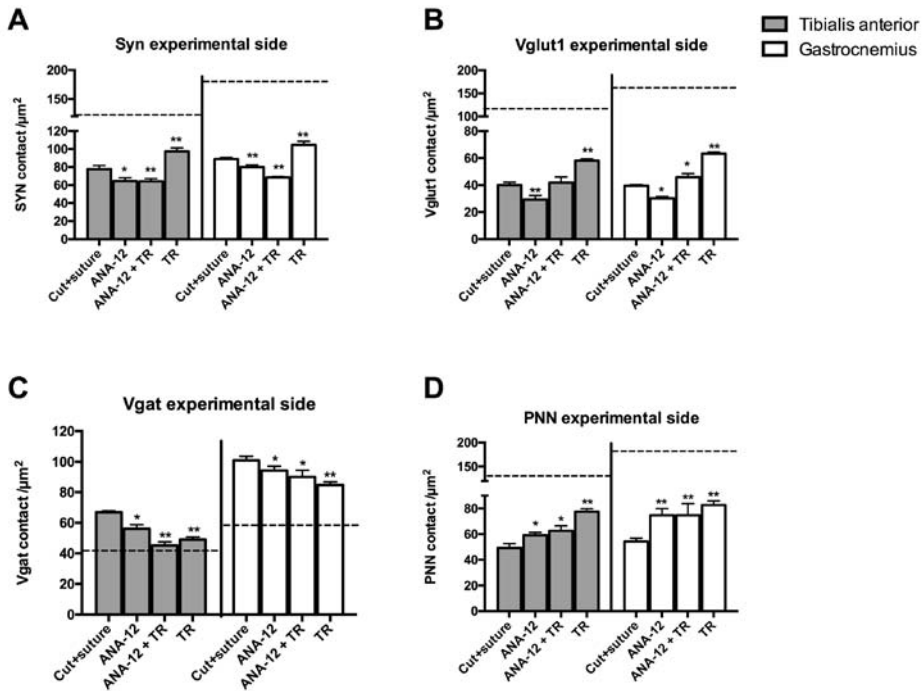 A
Syn experimental side
SYN contact /µm²
200
150
100
80
60
40
20
0
* ** ** ** ** **
Cut+suture ANA-12 ANA-12 + TR TR Cut+suture ANA-12 ANA-12 + TR TR
B
Vglut1 experimental side
Vglut1 contact /µm²
200
150
100
60
40
20
0
** ** * * **
Cut+suture ANA-12 ANA-12 + TR TR Cut+suture ANA-12 ANA-12 + TR TR
Tibialis anterior
Gastrocnemius
C
Vgat experimental side
Vgat contact /µm²
120
100
80
60
40
20
0
* ** ** * * **
Cut+suture ANA-12 ANA-12 + TR TR Cut+suture ANA-12 ANA-12 + TR TR
D
PNN experimental side
PNN contact /µm²
200
150
100
80
60
40
20
0
* * ** ** ** **
Cut+suture ANA-12 ANA-12 + TR TR Cut+suture ANA-12 ANA-12 + TR TR